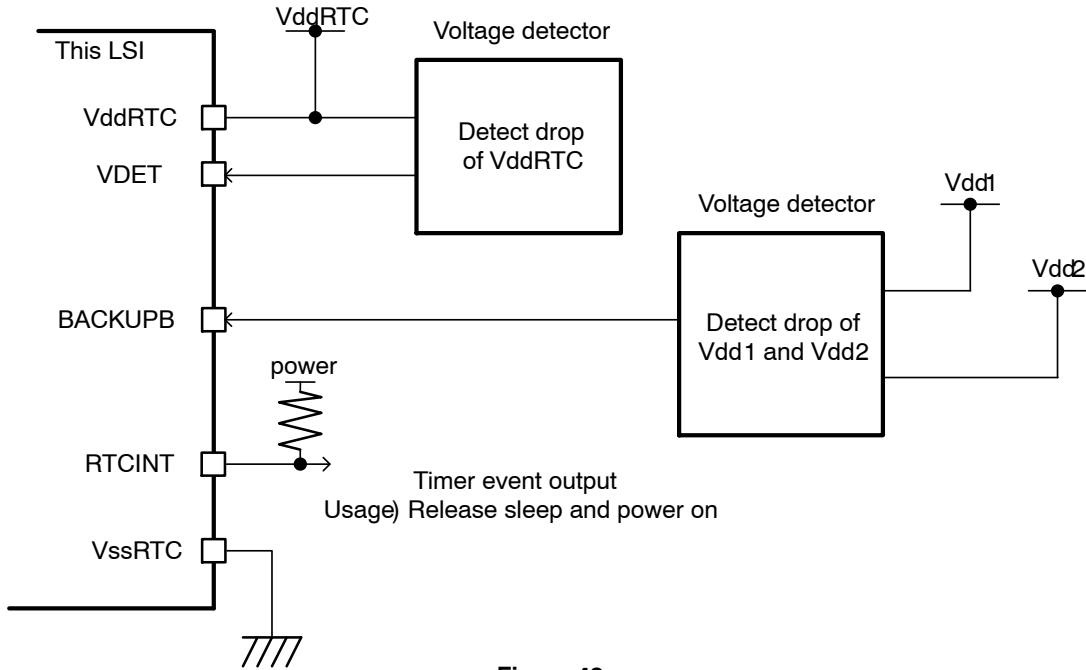 VddRTC
Voltage detector
This LSI
VddRTC
VDET
Detect drop
of VddRTC
Voltage detector
Vdd1
Vdd2
BACKUPB
Detect drop of
Vdd1 and Vdd2
power
RTCINT
Timer event output
Usage) Release sleep and power on
VssRTC